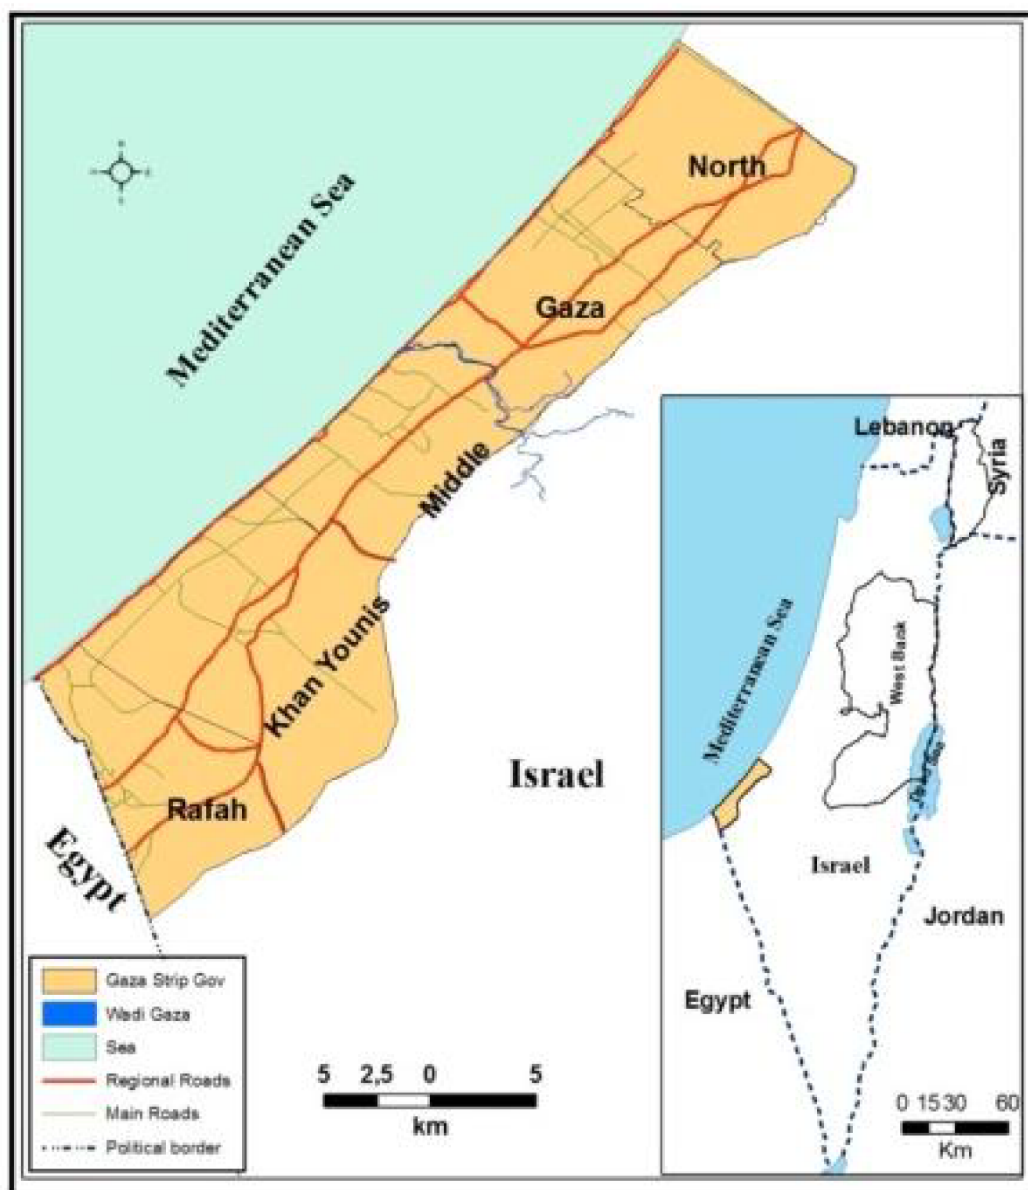 North
Mediterranean Sea
Gaza
Middle
Khan Younis
Israel
Rafah
Egypt
Gaza Strip Gov
Wadi Gaza
Sea
Regional Roads
Main Roads
Political border
5 2,5 0 5
km
Lebanon
Syria
Mediterranean Sea
West Bank
Dead Sea
Israel
Jordan
Egypt
0 15 30 60
Km